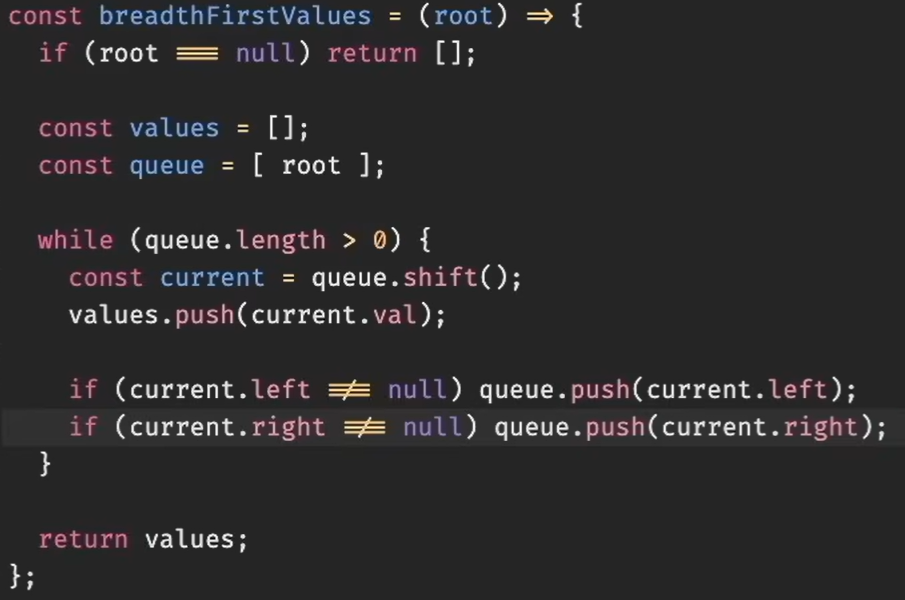 const breadthFirstValues = (root) => {
  if (root === null) return [];

  const values = [];
  const queue = [ root ];

  while (queue.length > 0) {
    const current = queue.shift();
    values.push(current.val);

    if (current.left !== null) queue.push(current.left);
    if (current.right !== null) queue.push(current.right);
  }

  return values;
};